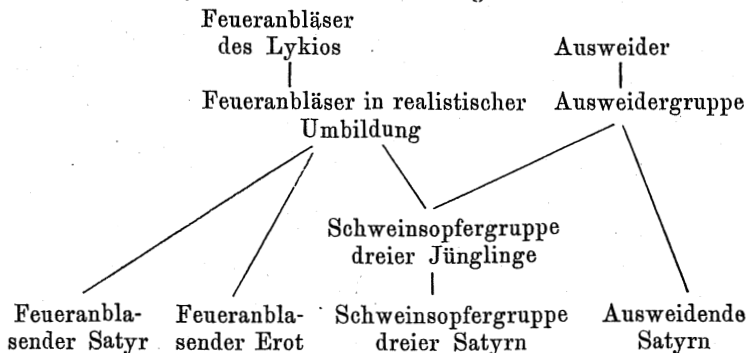 Feueranbläser
des Lykios
Ausweider
Feueranbläser in realistischer
Umbildung
Ausweidergruppe
Schweinsopfergruppe
dreier Jünglinge
Feueranbla-
sender Satyr
Feueranbla-
sender Erot
Schweinsopfergruppe
dreier Satyrn
Ausweidende
Satyrn